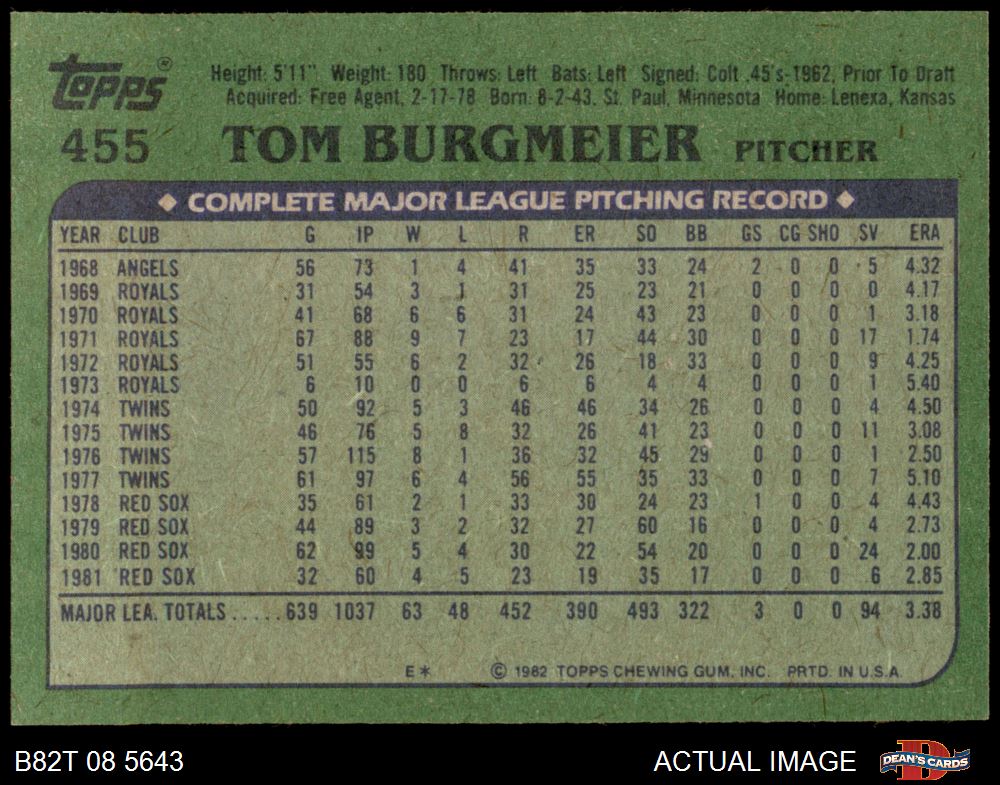 topps® Height: 5'11" Weight: 180 Throws: Left Bats: Left Signed: Colt .45's-1962, Prior To Draft
Acquired: Free Agent, 2-17-78 Born: 8-2-43, St. Paul, Minnesota Home: Lenexa, Kansas
455 TOM BURGMEIER PITCHER
◆ COMPLETE MAJOR LEAGUE PITCHING RECORD ◆
YEAR CLUB G IP W L R ER SO BB GS CG SHO SV ERA
1968 ANGELS 56 73 1 4 41 35 33 24 2 0 0 5 4.32
1969 ROYALS 31 54 3 1 31 25 23 21 0 0 0 0 4.17
1970 ROYALS 41 68 6 6 31 24 43 23 0 0 0 1 3.18
1971 ROYALS 67 88 9 7 23 17 44 30 0 0 0 17 1.74
1972 ROYALS 51 55 6 2 32 26 18 33 0 0 0 9 4.25
1973 ROYALS 6 10 0 0 6 6 4 4 0 0 0 1 5.40
1974 TWINS 50 92 5 3 46 46 34 26 0 0 0 4 4.50
1975 TWINS 46 76 5 8 32 26 41 23 0 0 0 11 3.08
1976 TWINS 57 115 8 1 36 32 45 29 0 0 0 1 2.50
1977 TWINS 61 97 6 4 56 55 35 33 0 0 0 7 5.10
1978 RED SOX 35 61 2 1 33 30 24 23 1 0 0 4 4.43
1979 RED SOX 44 89 3 2 32 27 60 16 0 0 0 4 2.73
1980 RED SOX 62 99 5 4 30 22 54 20 0 0 0 24 2.00
1981 RED SOX 32 60 4 5 23 19 35 17 0 0 0 6 2.85
MAJOR LEA. TOTALS.....639 1037 63 48 452 390 493 322 3 0 0 94 3.38
E* © 1982 TOPPS CHEWING GUM, INC. PRTD. IN U.S.A.
B82T 08 5643 ACTUAL IMAGE DEAN'S CARDS